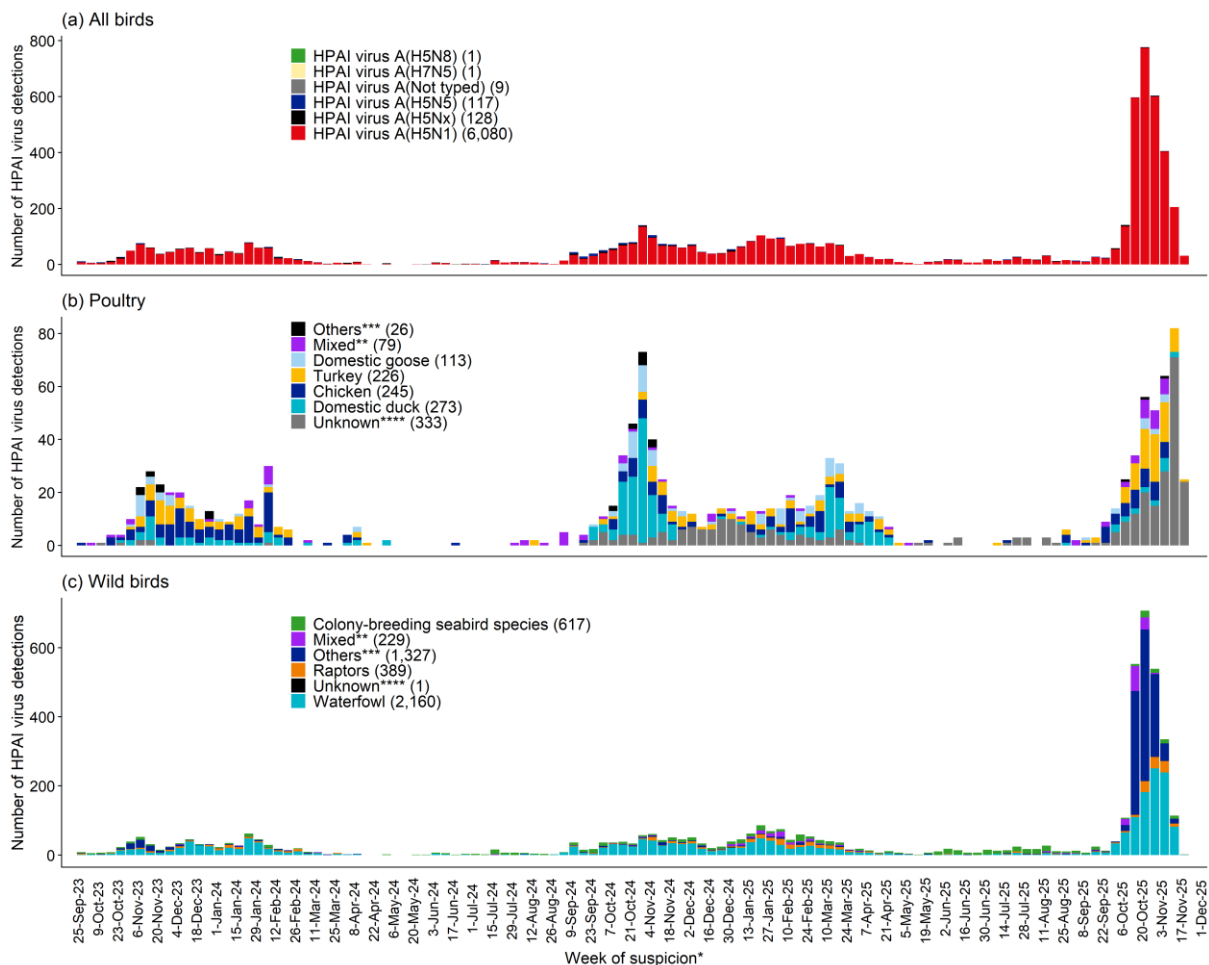 (a) All birds
Number of HPAI virus detections
800
600
400
200
0
HPAI virus A(H5N8) (1)
HPAI virus A(H7N5) (1)
HPAI virus A(Not typed) (9)
HPAI virus A(H5N5) (117)
HPAI virus A(H5Nx) (128)
HPAI virus A(H5N1) (6,080)
(b) Poultry
Number of HPAI virus detections
80
60
40
20
0
Others*** (26)
Mixed** (79)
Domestic goose (113)
Turkey (226)
Chicken (245)
Domestic duck (273)
Unknown**** (333)
(c) Wild birds
Number of HPAI virus detections
600
400
200
0
Colony-breeding seabird species (617)
Mixed** (229)
Others*** (1,327)
Raptors (389)
Unknown**** (1)
Waterfowl (2,160)
25-Sep-23
9-Oct-23
23-Oct-23
6-Nov-23
20-Nov-23
4-Dec-23
18-Dec-23
1-Jan-24
15-Jan-24
29-Jan-24
12-Feb-24
26-Feb-24
11-Mar-24
25-Mar-24
8-Apr-24
22-Apr-24
6-May-24
20-May-24
3-Jun-24
17-Jun-24
1-Jul-24
15-Jul-24
29-Jul-24
12-Aug-24
26-Aug-24
9-Sep-24
23-Sep-24
7-Oct-24
21-Oct-24
4-Nov-24
18-Nov-24
2-Dec-24
16-Dec-24
30-Dec-24
13-Jan-25
27-Jan-25
10-Feb-25
24-Feb-25
10-Mar-25
24-Mar-25
7-Apr-25
21-Apr-25
5-May-25
19-May-25
2-Jun-25
16-Jun-25
30-Jun-25
14-Jul-25
28-Jul-25
11-Aug-25
25-Aug-25
8-Sep-25
22-Sep-25
6-Oct-25
20-Oct-25
3-Nov-25
17-Nov-25
1-Dec-25
Week of suspicion*